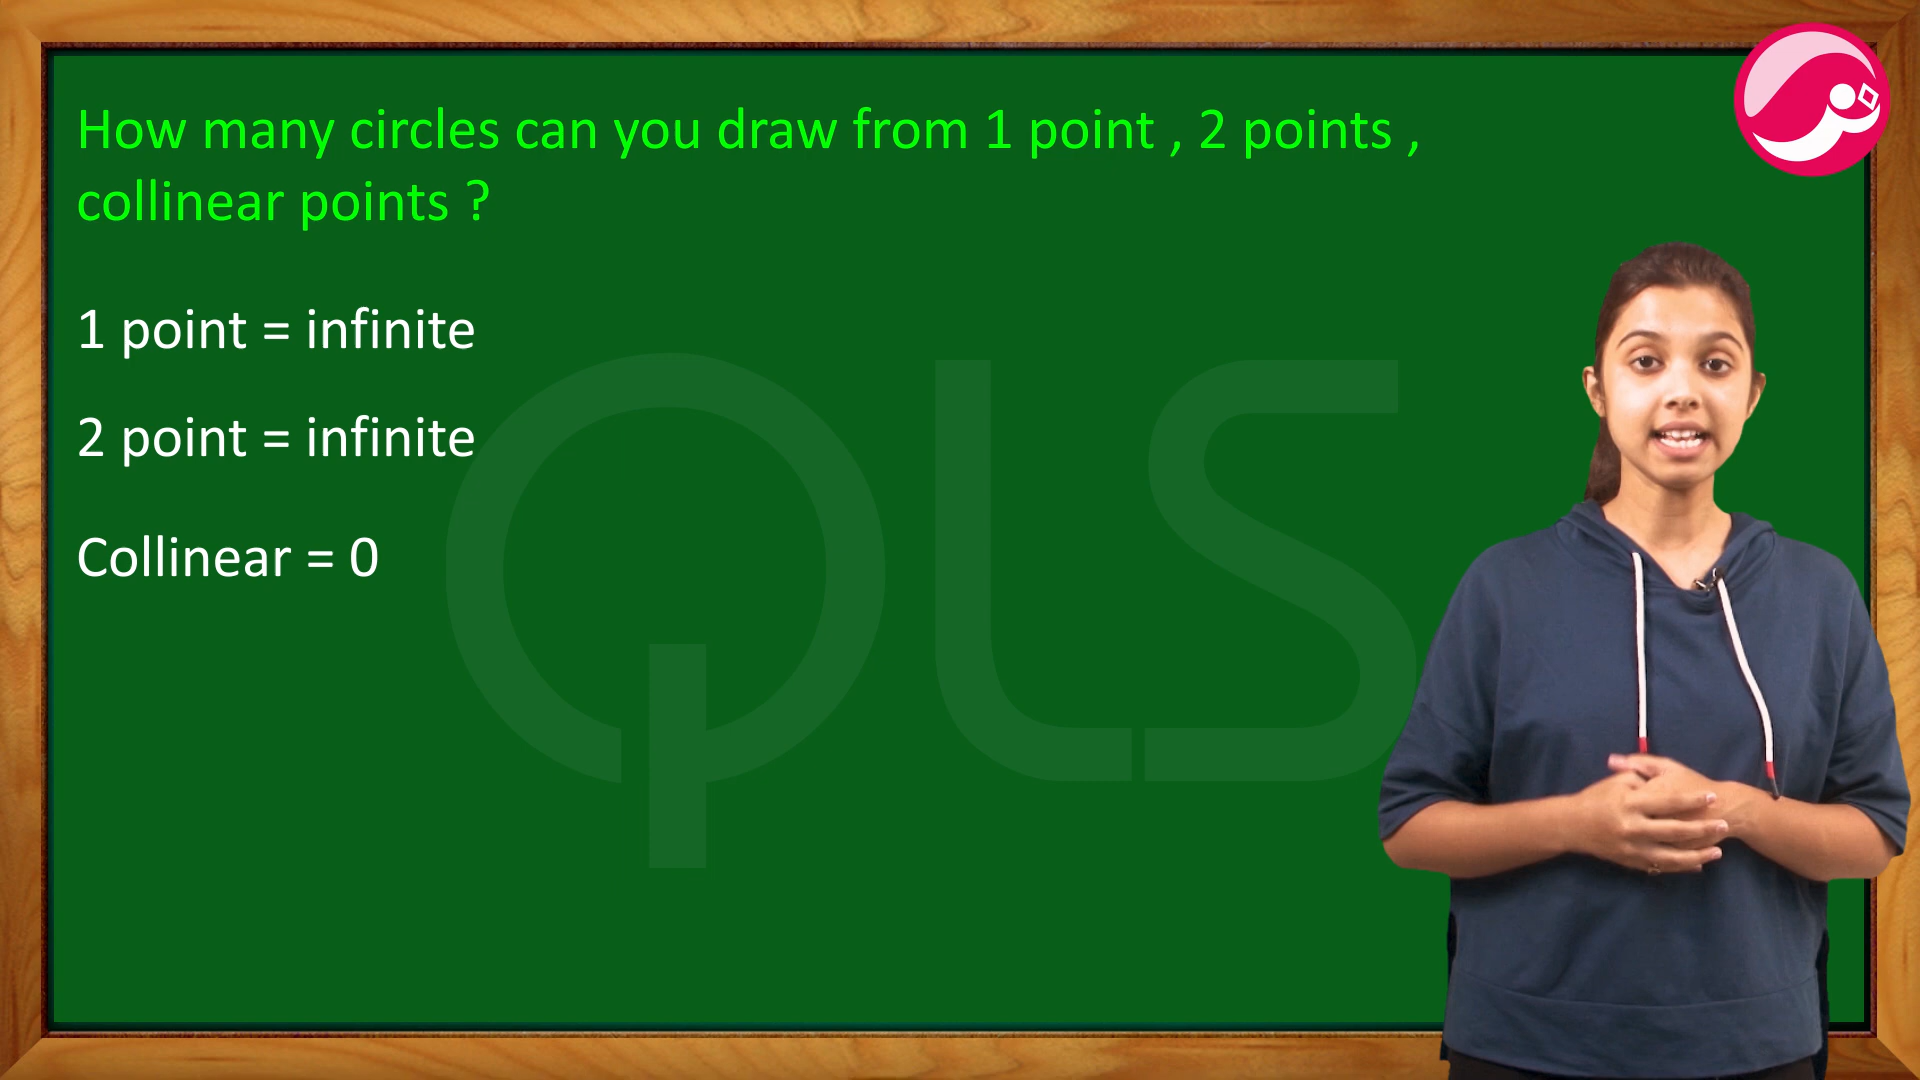 How many circles can you draw from 1 point , 2 points ,
collinear points ?
1 point = infinite
2 point = infinite
Collinear = 0
QLS